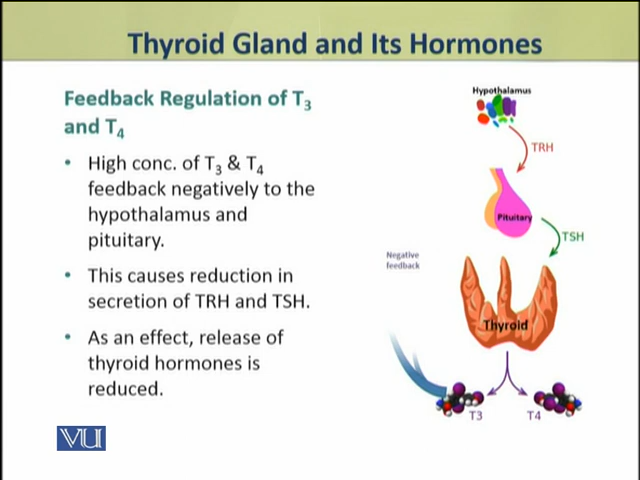 Thyroid Gland and Its Hormones
Feedback Regulation of T3
and T4
• High conc. of T3 & T4
feedback negatively to the
hypothalamus and
pituitary.
• This causes reduction in
secretion of TRH and TSH.
• As an effect, release of
thyroid hormones is
reduced.
Hypothalamus
TRH
Pituitary
TSH
Negative
feedback
Thyroid
T3
T4
VU